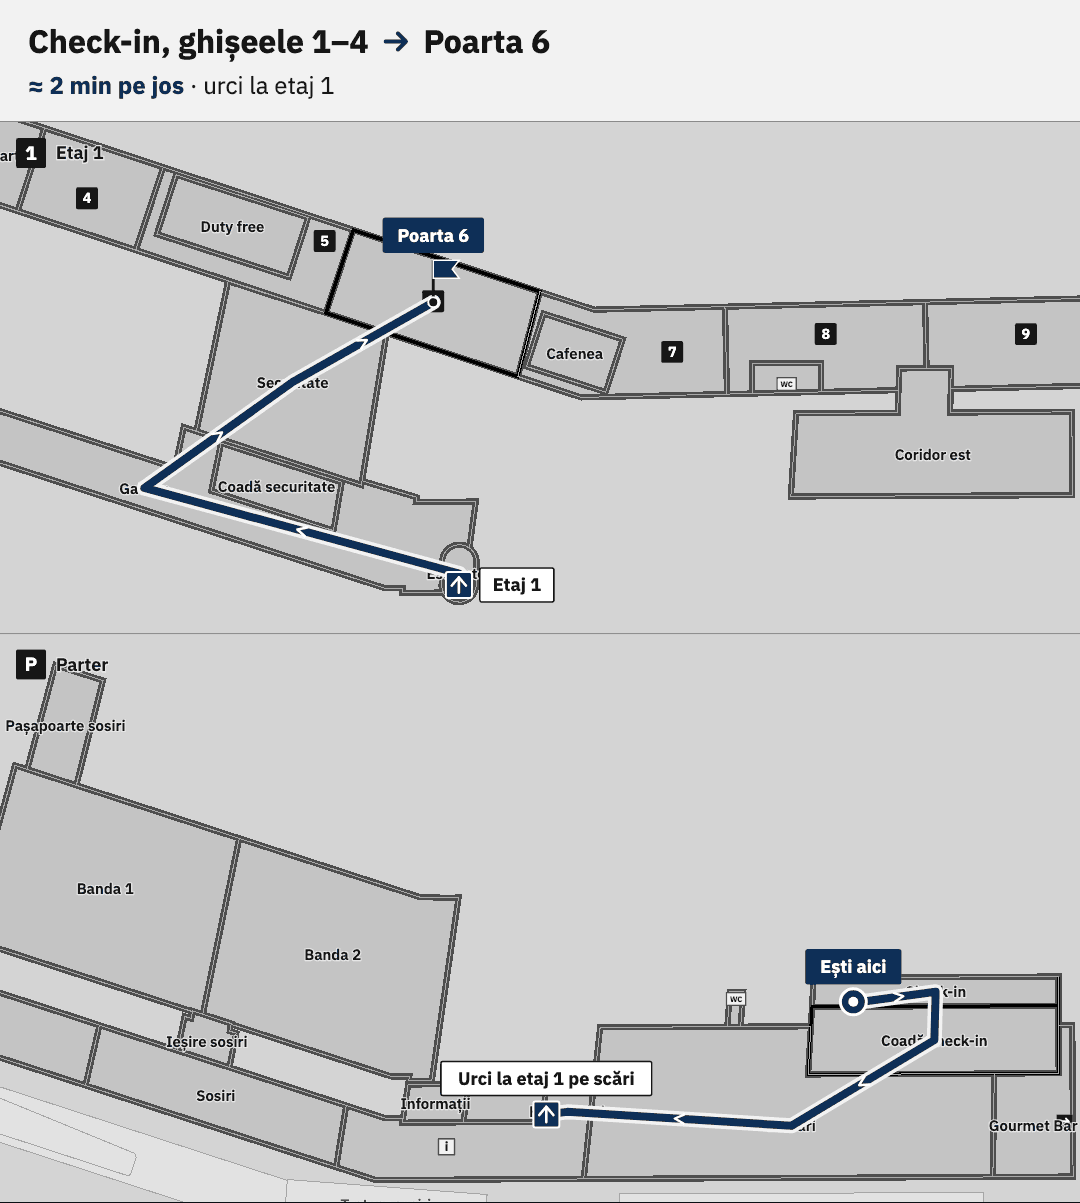 Check-in, ghișeele 1–4 → Poarta 6
≈ 2 min pe jos · urci la etaj 1
1 Etaj 1
4
Duty free
5
Poarta 6
Cafenea
7
8
9
WC
Coridor est
Coadă securitate
Etaj 1
P Parter
Pașapoarte sosiri
Banda 1
Banda 2
Ești aici
WC
Ieșire sosiri
Sosiri
Urci la etaj 1 pe scări
Informații
i
Gourmet Bar